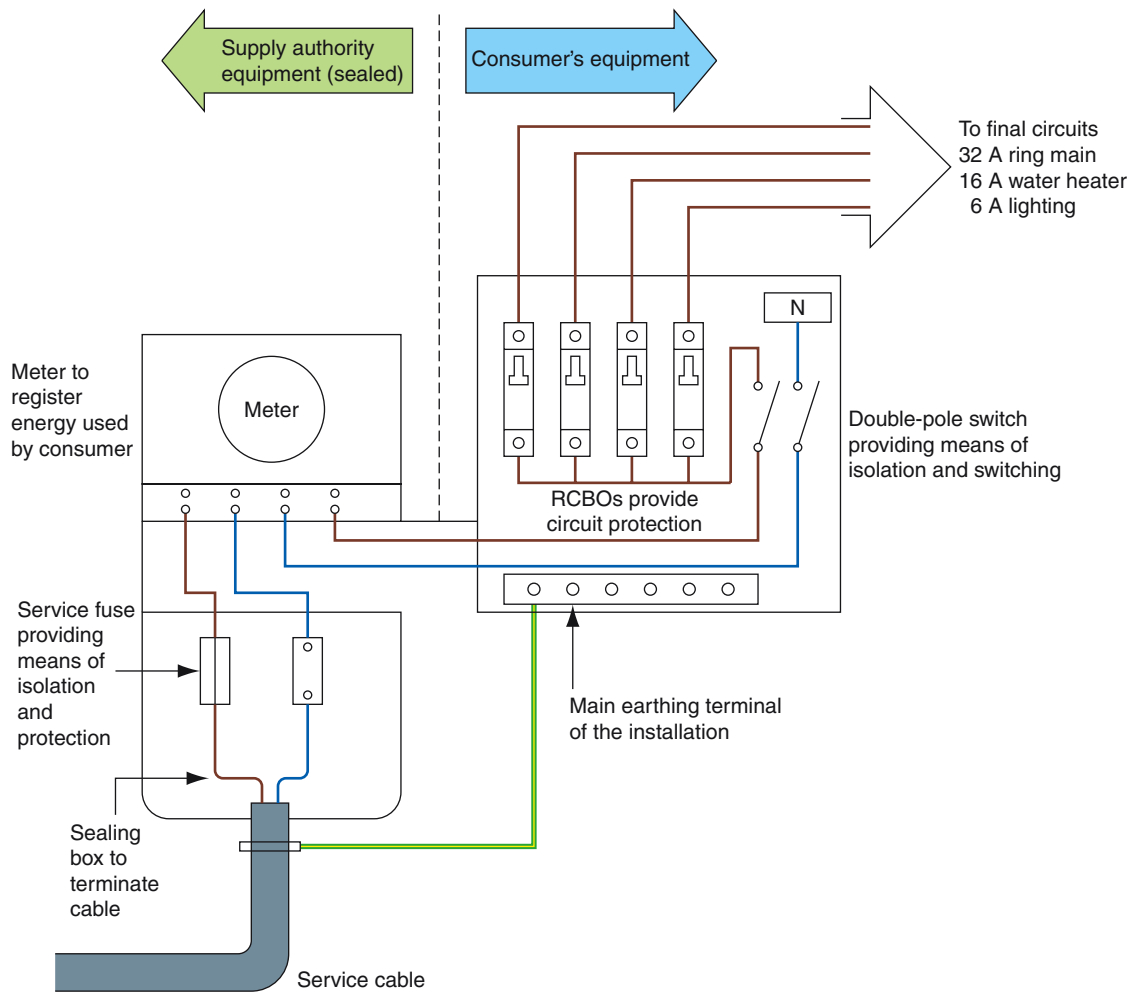 Supply authority
equipment (sealed)
Consumer's equipment
To final circuits
32 A ring main
16 A water heater
6 A lighting
N
Meter to
register
energy used
by consumer
Meter
Double-pole switch
providing means of
isolation and switching
RCBOs provide
circuit protection
Service fuse
providing
means of
isolation
and
protection
Main earthing terminal
of the installation
Sealing
box to
terminate
cable
Service cable